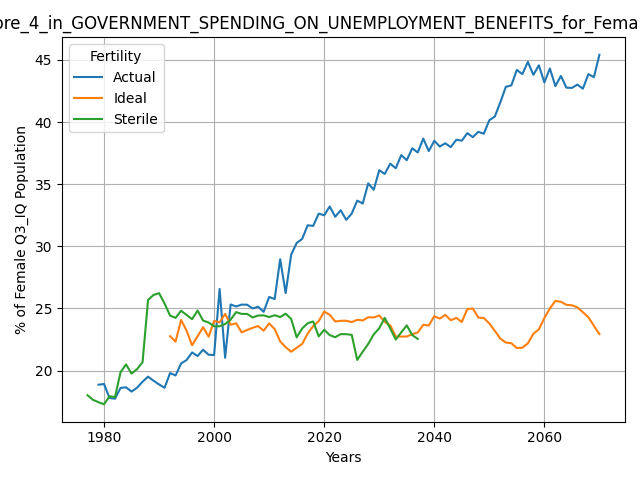 ore_4_in_GOVERNMENT_SPENDING_ON_UNEMPLOYMENT_BENEFITS_for_Fema
Fertility
Actual
Ideal
Sterile
% of Female Q3_IQ Population
45
40
35
30
25
20
1980
2000
2020
2040
2060
Years